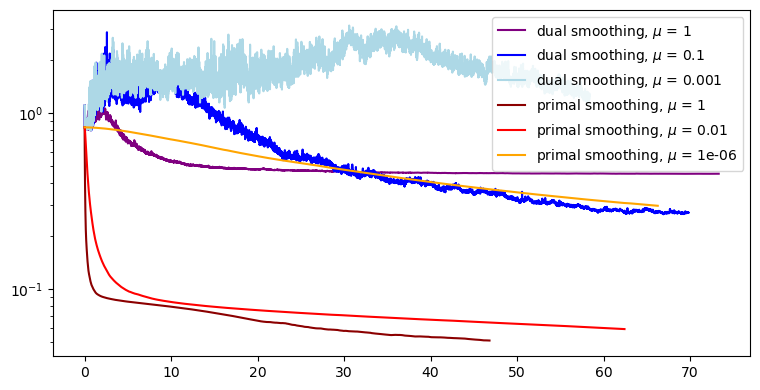 dual smoothing, μ = 1
dual smoothing, μ = 0.1
dual smoothing, μ = 0.001
primal smoothing, μ = 1
primal smoothing, μ = 0.01
primal smoothing, μ = 1e-06
10⁰
10⁻¹
0 10 20 30 40 50 60 70